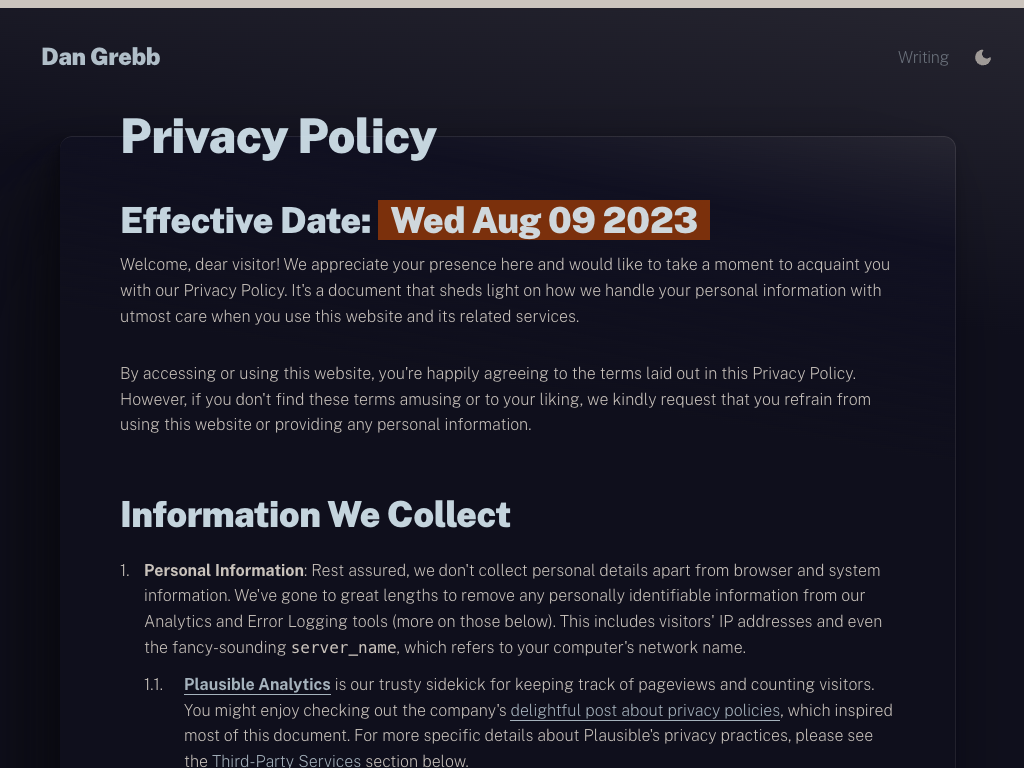 Dan Grebb
Writing
Privacy Policy
Effective Date: Wed Aug 09 2023
Welcome, dear visitor! We appreciate your presence here and would like to take a moment to acquaint you
with our Privacy Policy. It's a document that sheds light on how we handle your personal information with
utmost care when you use this website and its related services.
By accessing or using this website, you're happily agreeing to the terms laid out in this Privacy Policy.
However, if you don't find these terms amusing or to your liking, we kindly request that you refrain from
using this website or providing any personal information.
Information We Collect
1. Personal Information: Rest assured, we don't collect personal details apart from browser and system
information. We've gone to great lengths to remove any personally identifiable information from our
Analytics and Error Logging tools (more on those below). This includes visitors' IP addresses and even
the fancy-sounding server_name, which refers to your computer's network name.
1.1. Plausible Analytics is our trusty sidekick for keeping track of pageviews and counting visitors.
You might enjoy checking out the company's delightful post about privacy policies, which inspired
most of this document. For more specific details about Plausible's privacy practices, please see
the Third-Party Services section below.